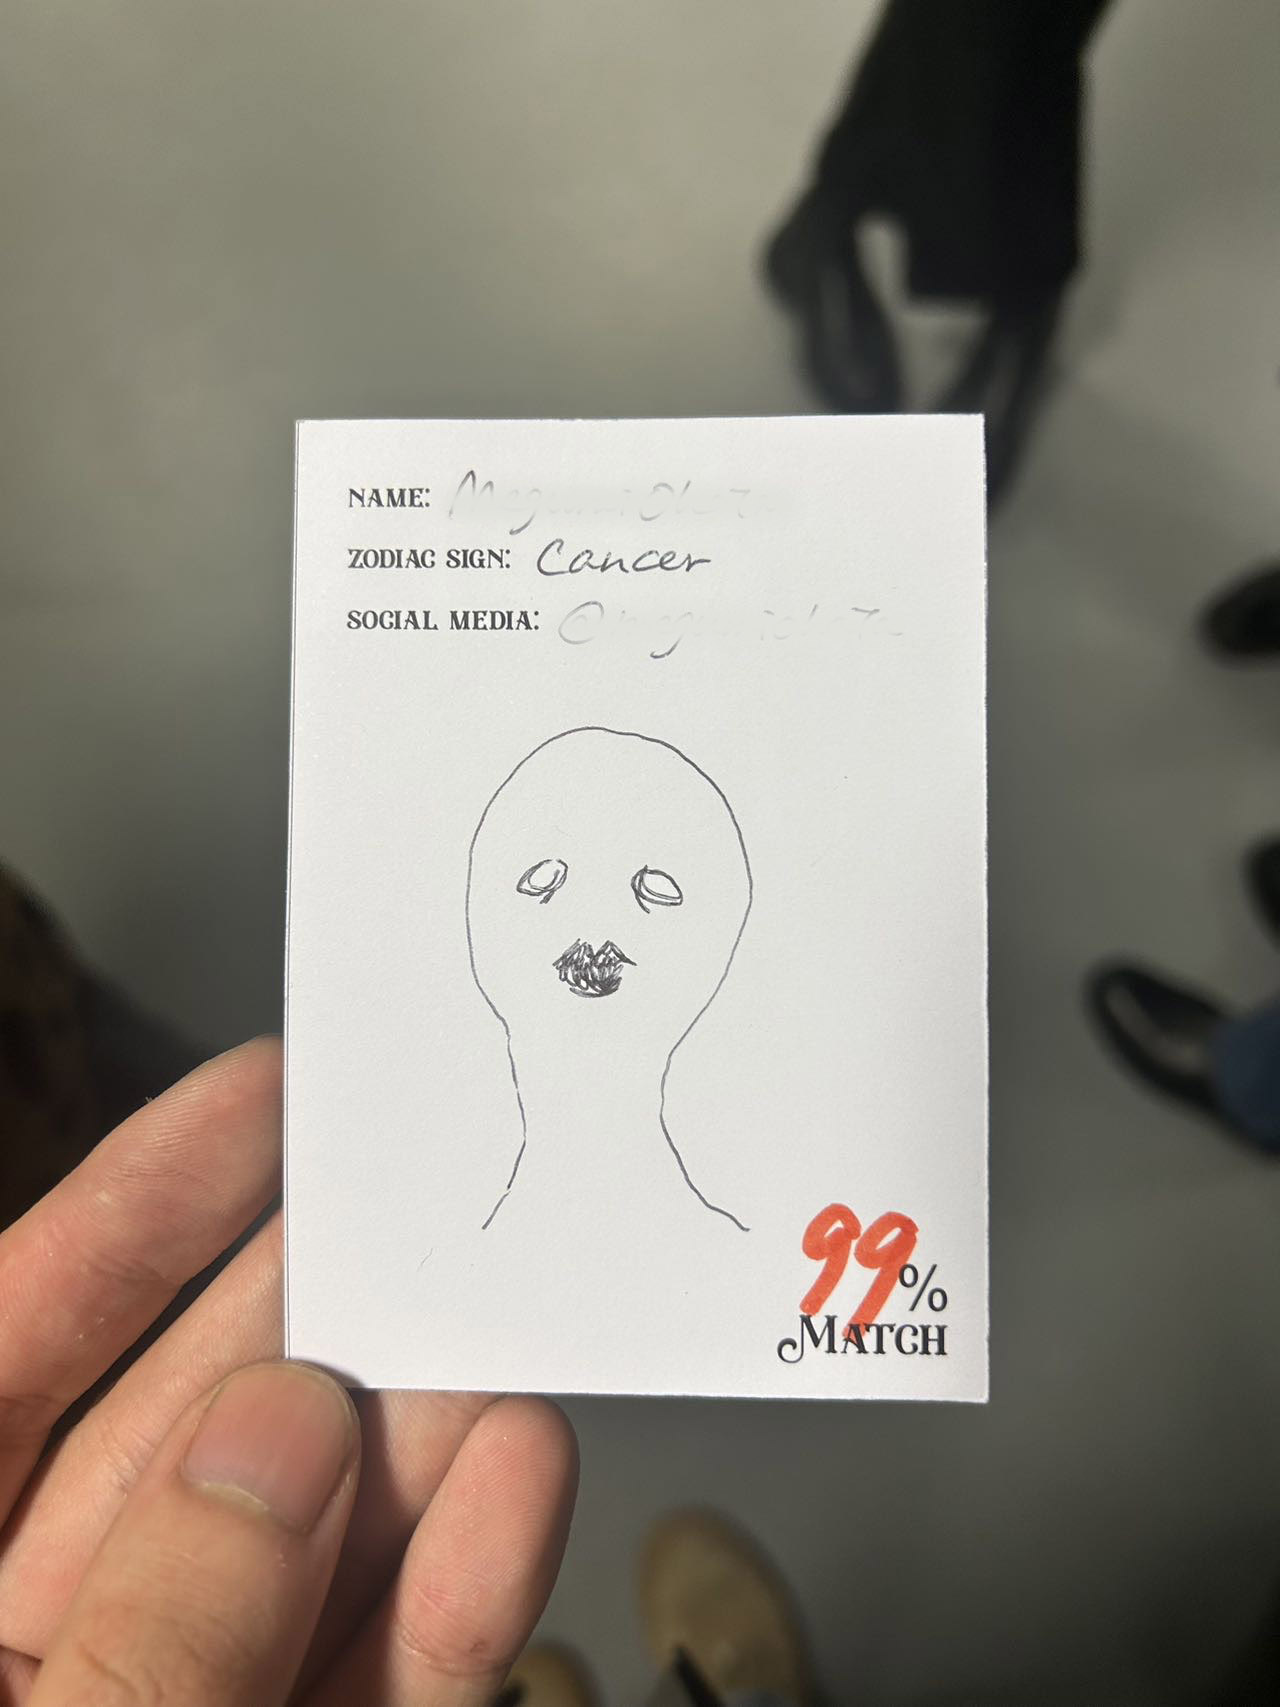 NAME:
ZODIAC SIGN: Cancer
SOCIAL MEDIA:
99%
MATCH